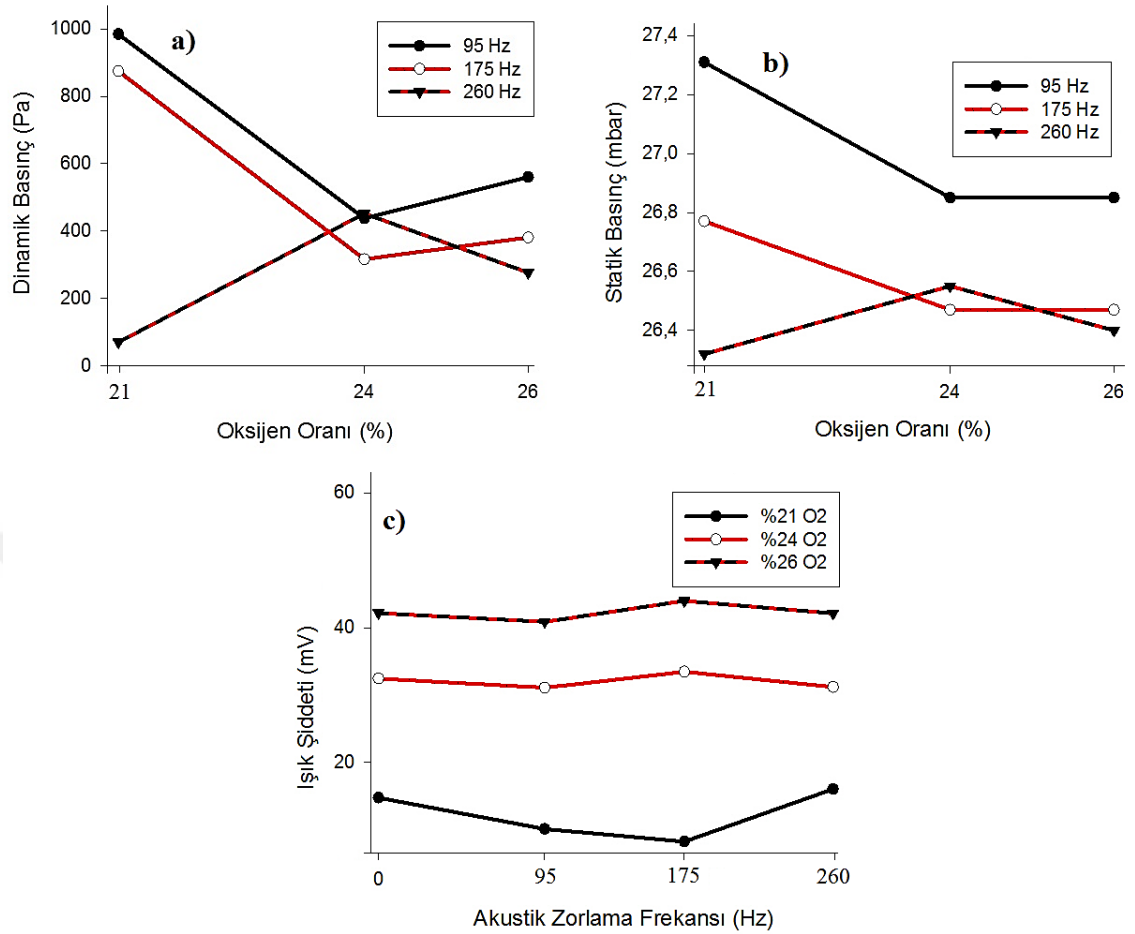 a)
1000
800
600
400
200
0
Dinamik Basınç (Pa)
95 Hz
175 Hz
260 Hz
21
24
26
Oksijen Oranı (%)
b)
27,4
27,2
27,0
26,8
26,6
26,4
Statik Basınç (mbar)
95 Hz
175 Hz
260 Hz
21
24
26
Oksijen Oranı (%)
c)
60
40
20
Işık Şiddeti (mV)
%21 O2
%24 O2
%26 O2
0
95
175
260
Akustik Zorlama Frekansı (Hz)